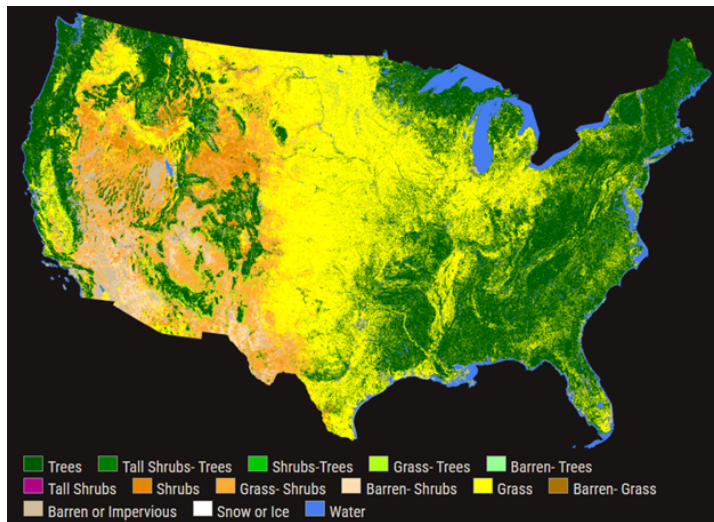 Trees Tall Shrubs- Trees Shrubs-Trees Grass- Trees Barren- Trees
Tall Shrubs Shrubs Grass- Shrubs Barren- Shrubs Grass Barren- Grass
Barren or Impervious Snow or Ice Water